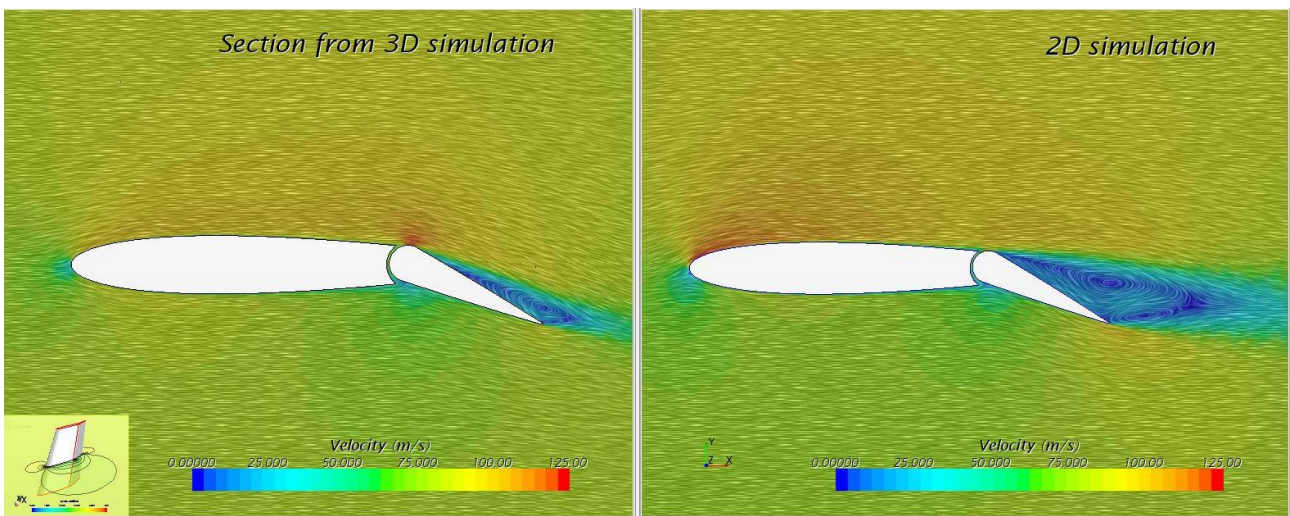 Section from 3D simulation
2D simulation
Velocity (m/s)
0.00000 25.000 50.000 75.000 100.00 125.00
Velocity (m/s)
0.00000 25.000 50.000 75.000 100.00 125.00
Y
Z X
X